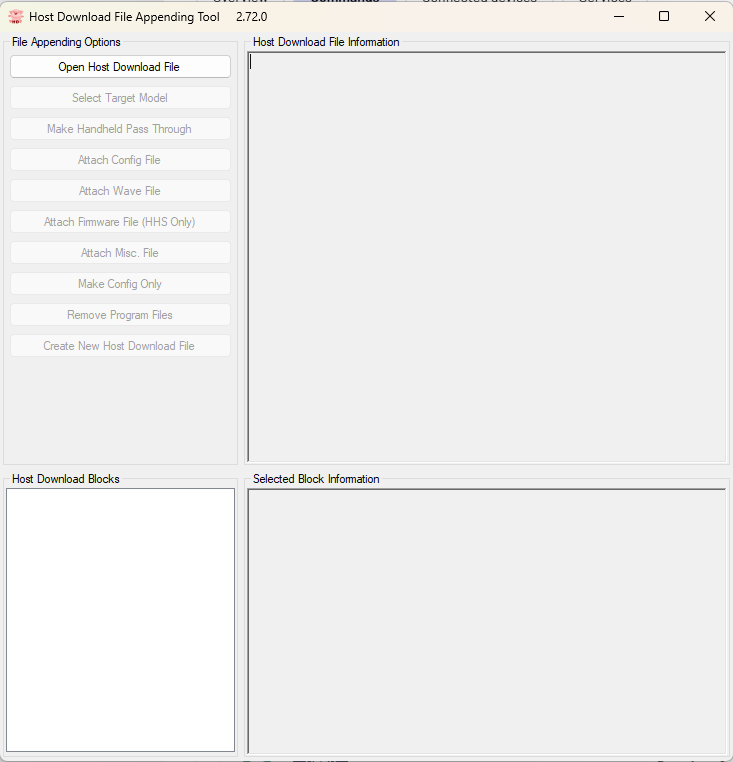 Host Download File Appending Tool 2.72.0
File Appending Options
Open Host Download File
Select Target Model
Make Handheld Pass Through
Attach Config File
Attach Wave File
Attach Firmware File (HHS Only)
Attach Misc. File
Make Config Only
Remove Program Files
Create New Host Download File
Host Download File Information
Host Download Blocks
Selected Block Information